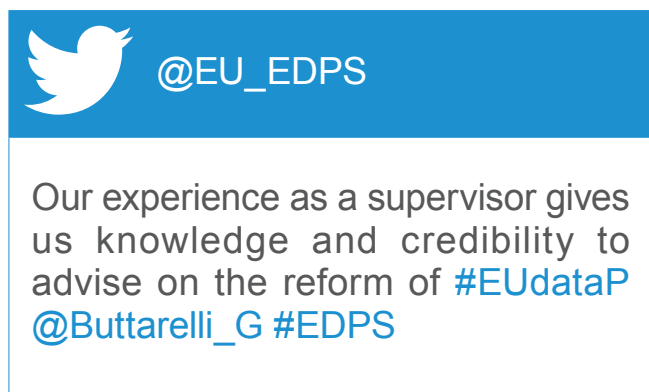 @EU_EDPS
Our experience as a supervisor gives
us knowledge and credibility to
advise on the reform of #EUdataP
@Buttarelli_G #EDPS